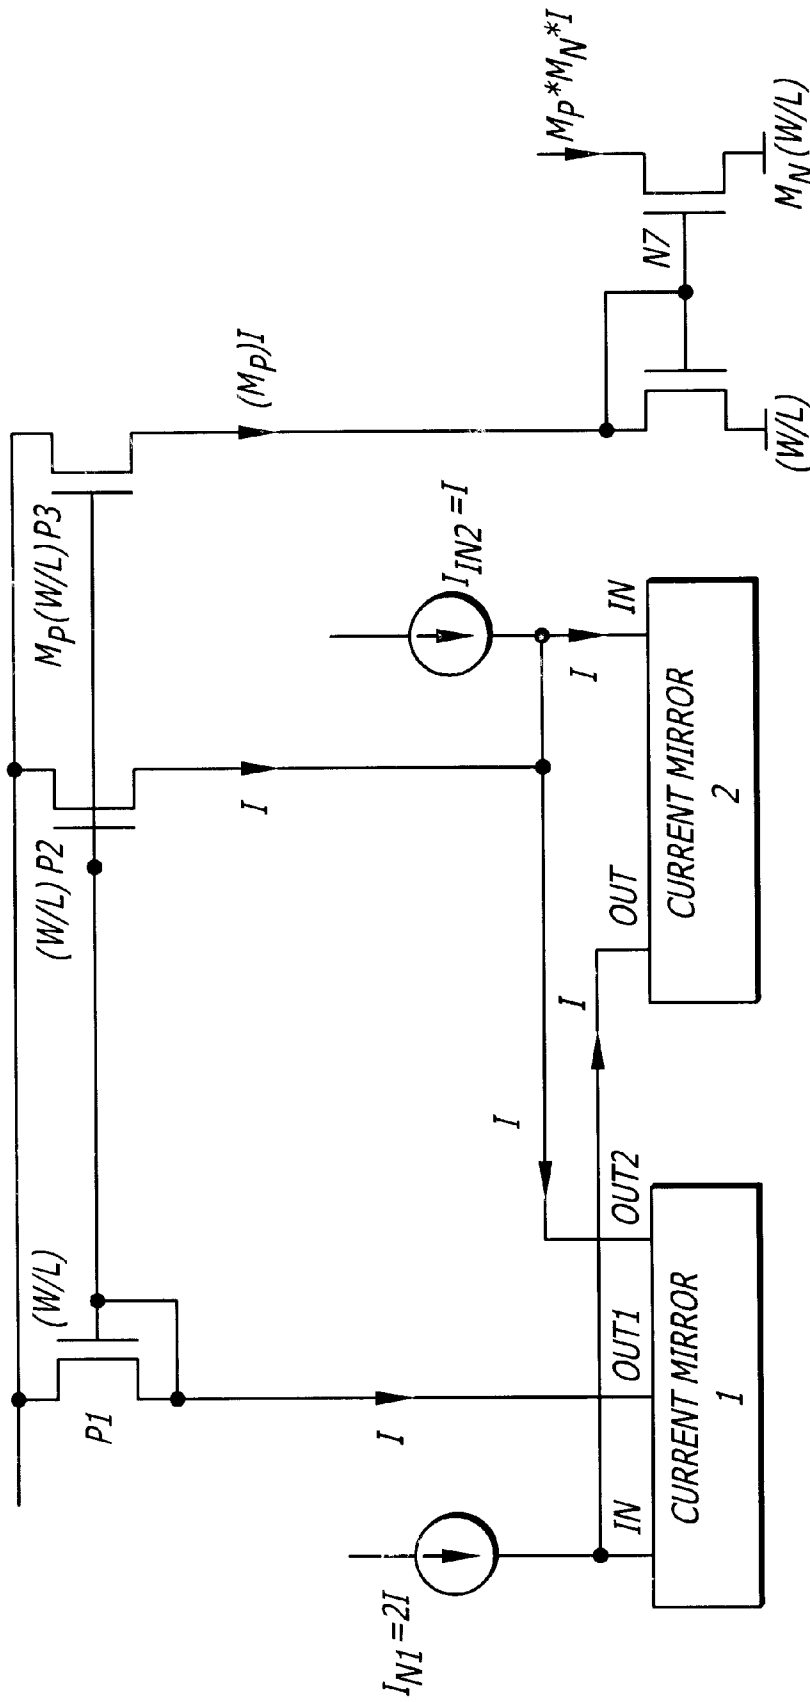 (W/L)
P1
(W/L) P2
M_P(W/L) P3
I
I
(M_P)I
I_N1=2I
I
I_IN2=I
N7
M_P*M_N*I
IN
OUT1
OUT2
I
OUT
I
IN
CURRENT MIRROR
1
CURRENT MIRROR
2
(W/L)
M_N(W/L)